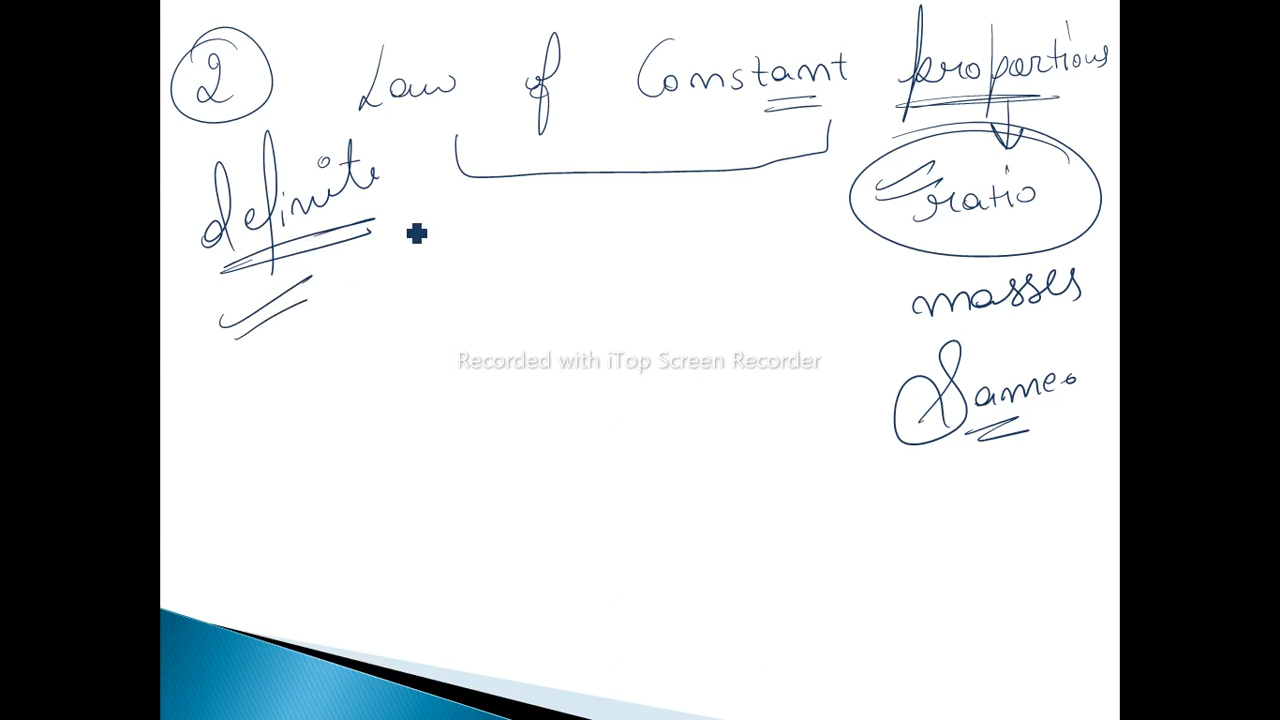 2 Law of Constant proportions
definite
ratio
masses
Recorded with iTop Screen Recorder
Same